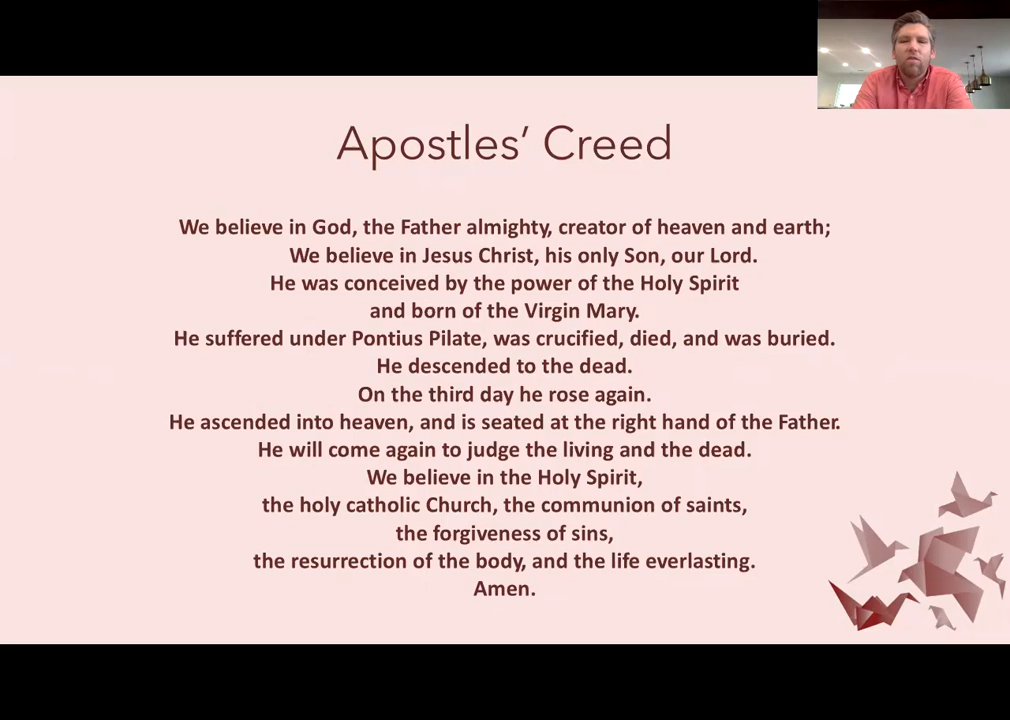 Apostles’ Creed
We believe in God, the Father almighty, creator of heaven and earth;
We believe in Jesus Christ, his only Son, our Lord.
He was conceived by the power of the Holy Spirit
and born of the Virgin Mary.
He suffered under Pontius Pilate, was crucified, died, and was buried.
He descended to the dead.
On the third day he rose again.
He ascended into heaven, and is seated at the right hand of the Father.
He will come again to judge the living and the dead.
We believe in the Holy Spirit,
the holy catholic Church, the communion of saints,
the forgiveness of sins,
the resurrection of the body, and the life everlasting.
Amen.